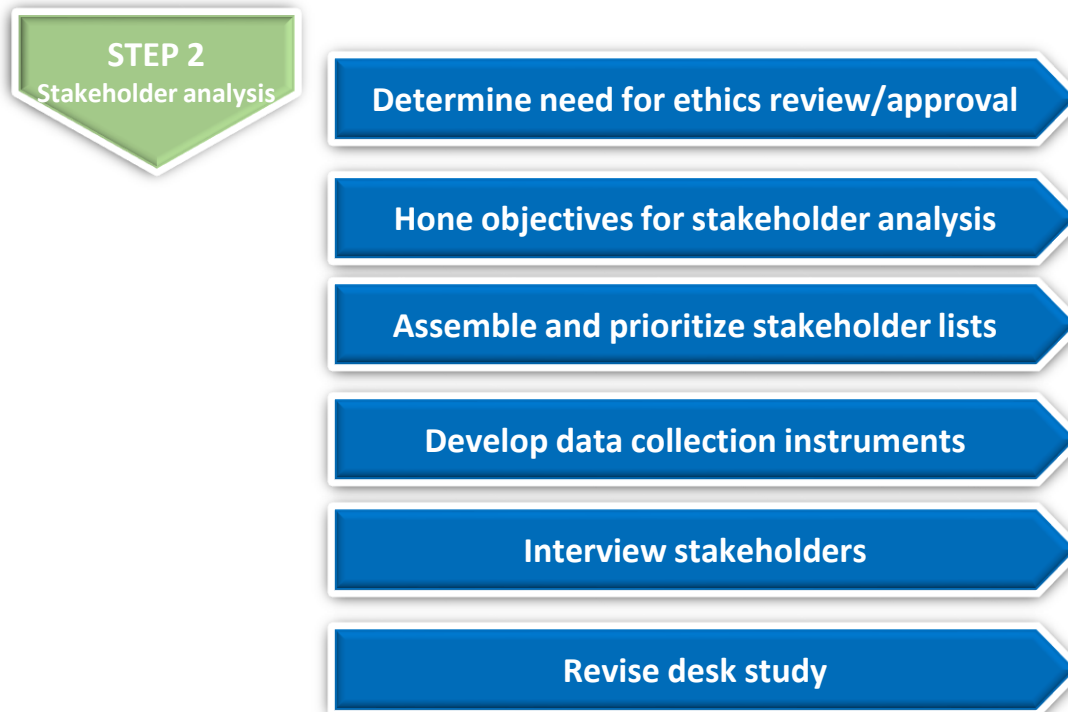 STEP 2
Stakeholder analysis
Determine need for ethics review/approval
Hone objectives for stakeholder analysis
Assemble and prioritize stakeholder lists
Develop data collection instruments
Interview stakeholders
Revise desk study